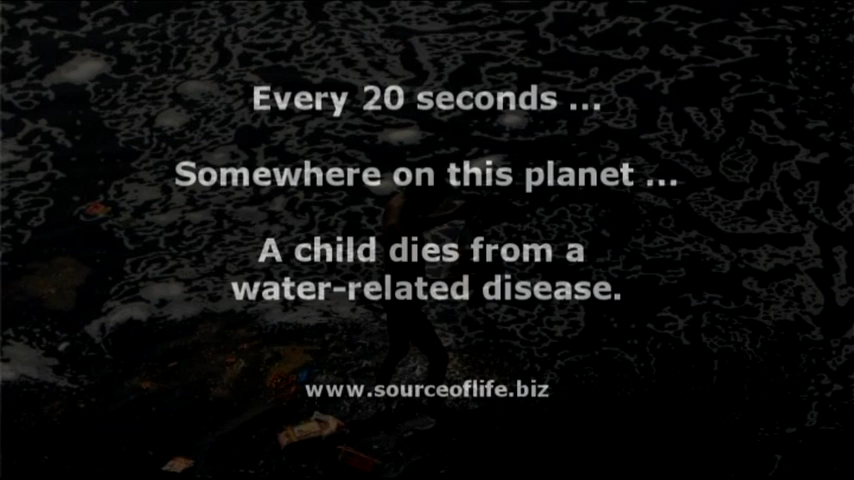 Every 20 seconds ...
Somewhere on this planet ...
A child dies from a
water-related disease.
www.sourceoflife.biz